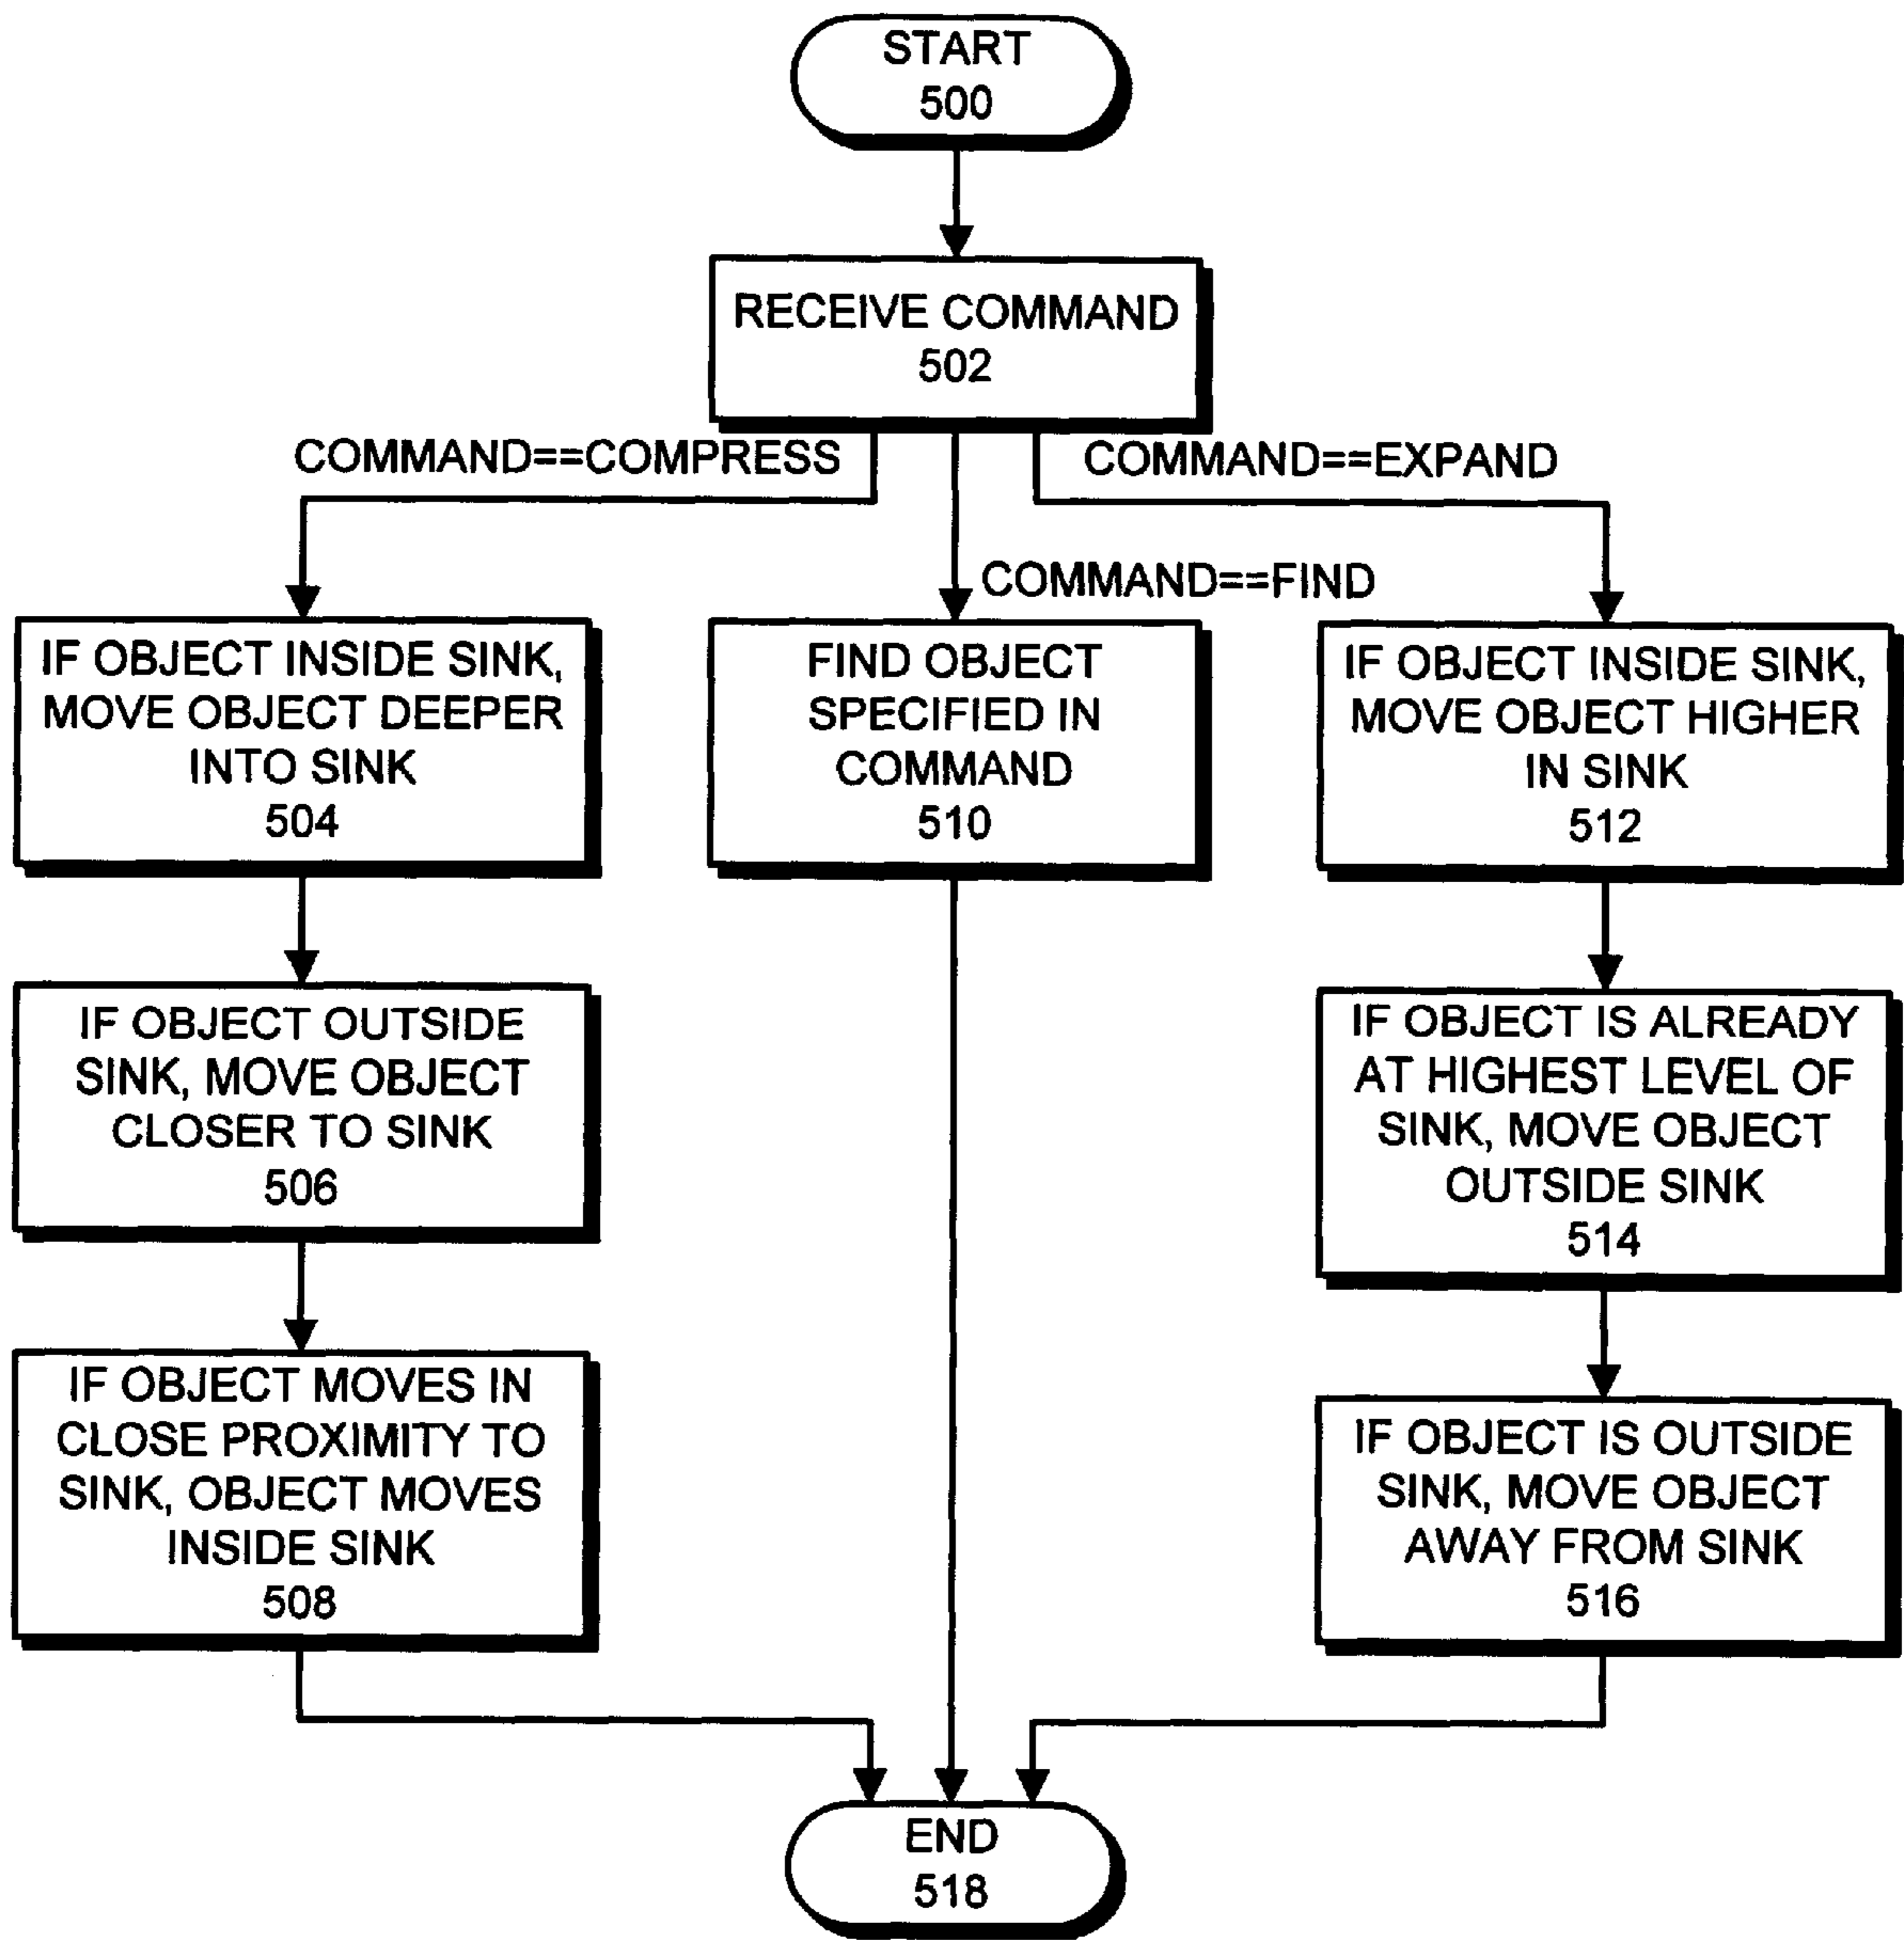 START
500
RECEIVE COMMAND
502
COMMAND==COMPRESS
COMMAND==EXPAND
COMMAND==FIND
IF OBJECT INSIDE SINK,
MOVE OBJECT DEEPER
INTO SINK
504
FIND OBJECT
SPECIFIED IN
COMMAND
510
IF OBJECT INSIDE SINK,
MOVE OBJECT HIGHER
IN SINK
512
IF OBJECT OUTSIDE
SINK, MOVE OBJECT
CLOSER TO SINK
506
IF OBJECT IS ALREADY
AT HIGHEST LEVEL OF
SINK, MOVE OBJECT
OUTSIDE SINK
514
IF OBJECT MOVES IN
CLOSE PROXIMITY TO
SINK, OBJECT MOVES
INSIDE SINK
508
IF OBJECT IS OUTSIDE
SINK, MOVE OBJECT
AWAY FROM SINK
516
END
518